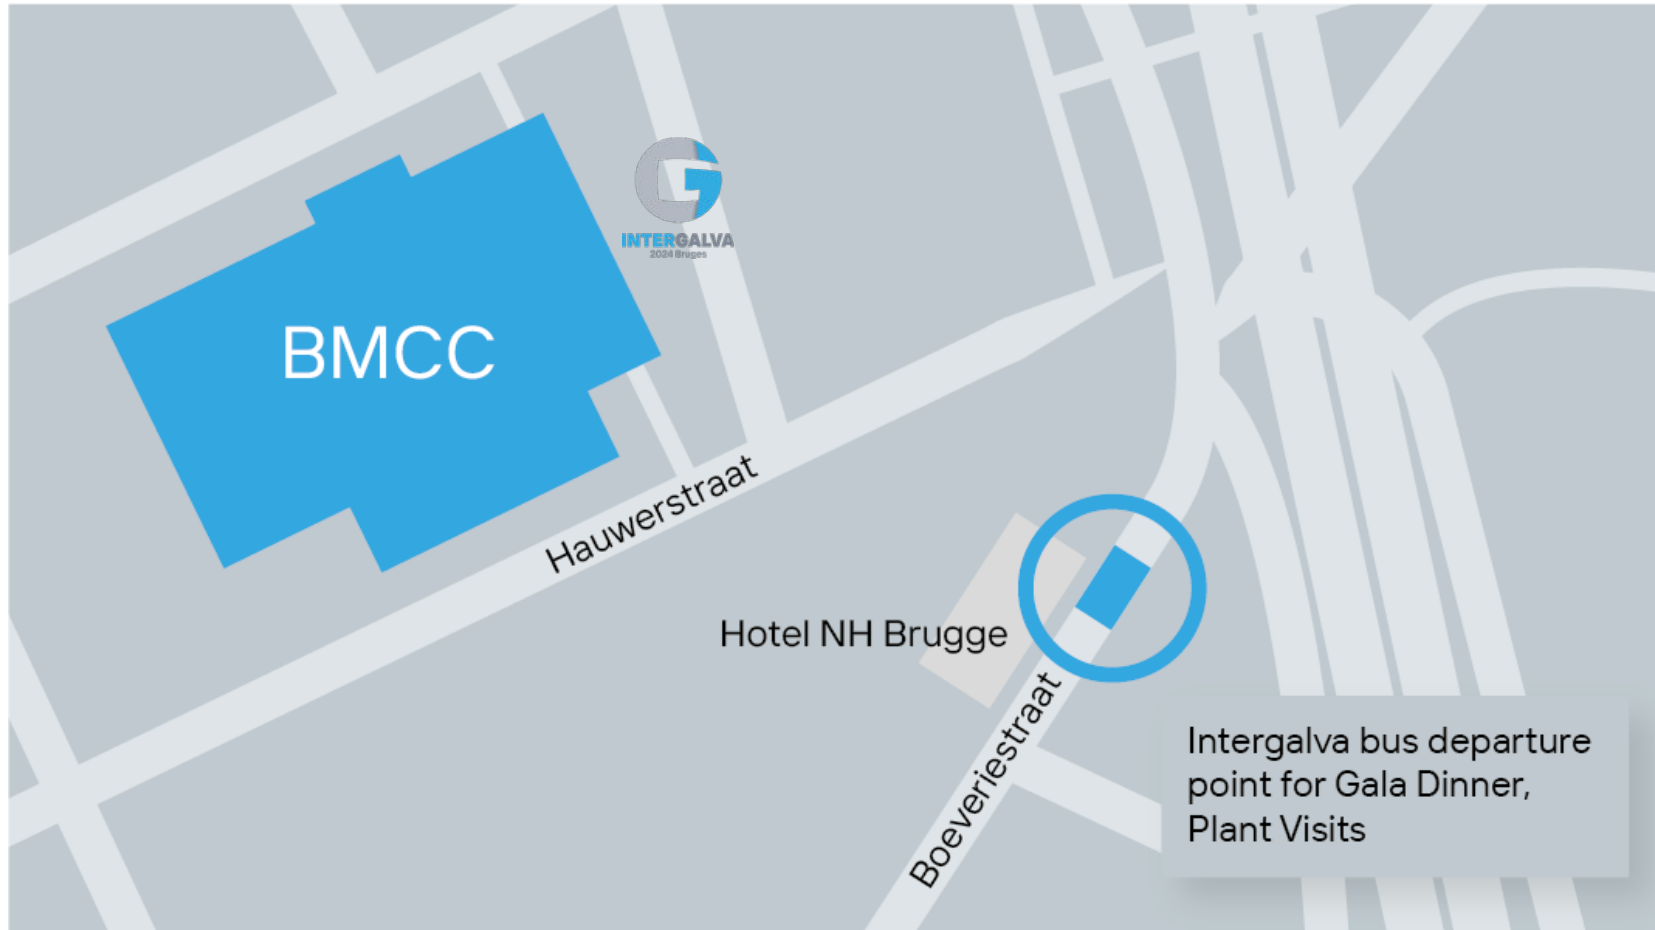 INTERGALVA
2024 Bruges
BMCC
Hauwerstraat
Hotel NH Brugge
Boeveriestraat
Intergalva bus departure
point for Gala Dinner,
Plant Visits